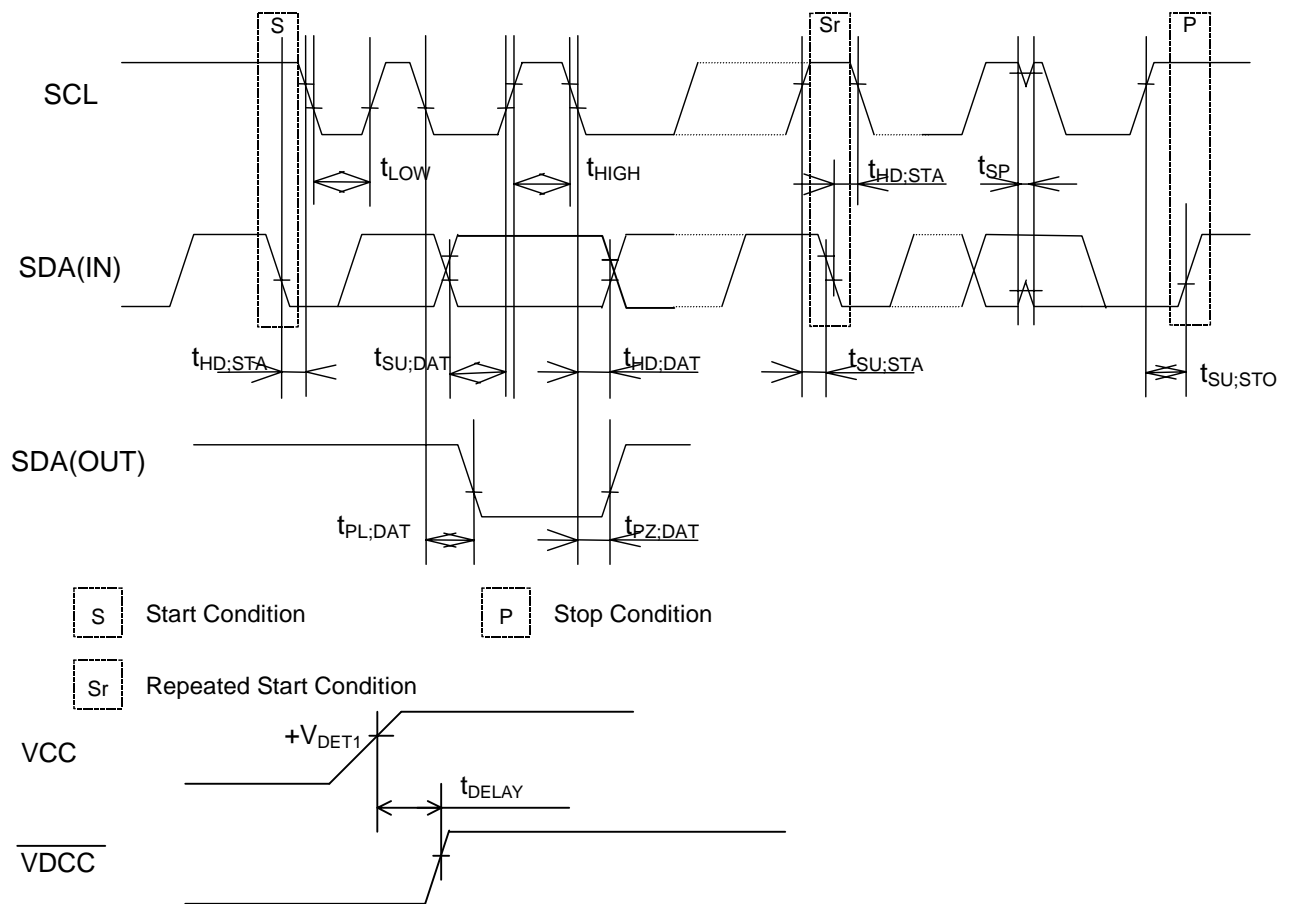 S Sr P
SCL
tLOW tHIGH tHD;STA tSP
SDA(IN)
tHD;STA tSU;DAT tHD;DAT tSU;STA tSU;STO
SDA(OUT)
tPL;DAT tPZ;DAT
S Start Condition P Stop Condition
Sr Repeated Start Condition
+VDET1
VCC
tDELAY
VDCC